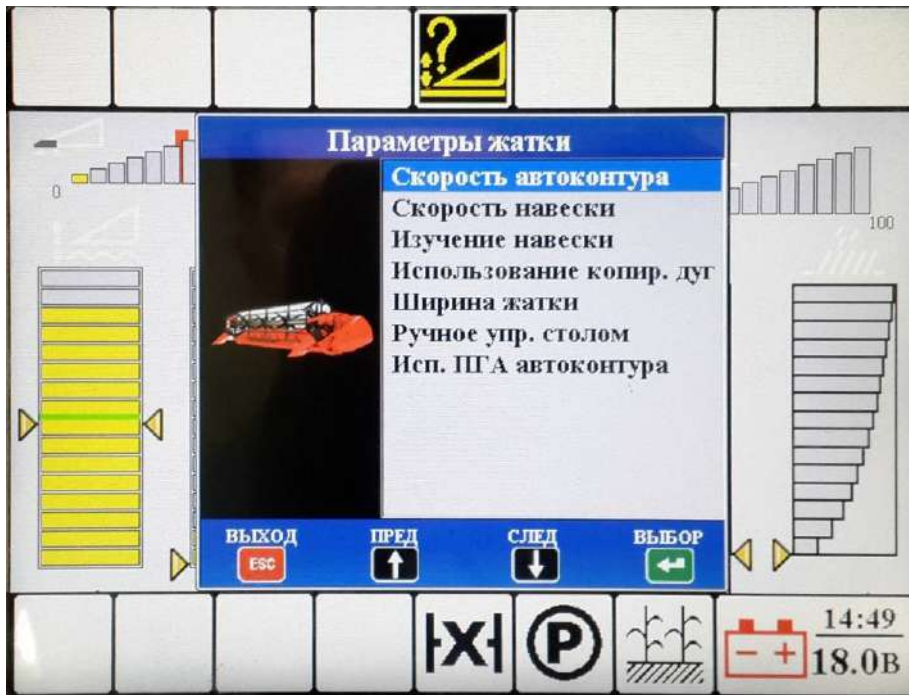 ?
Параметры жатки
0
Скорость автоконтура
Скорость навески
Изучение навески
Использование копир. дуг
Ширина жатки
Ручное упр. столом
Исп. ПГА автоконтура
100
ВЫХОД ПРЕД СЛЕД ВЫБОР
ESC
X P 14:49
18.0В